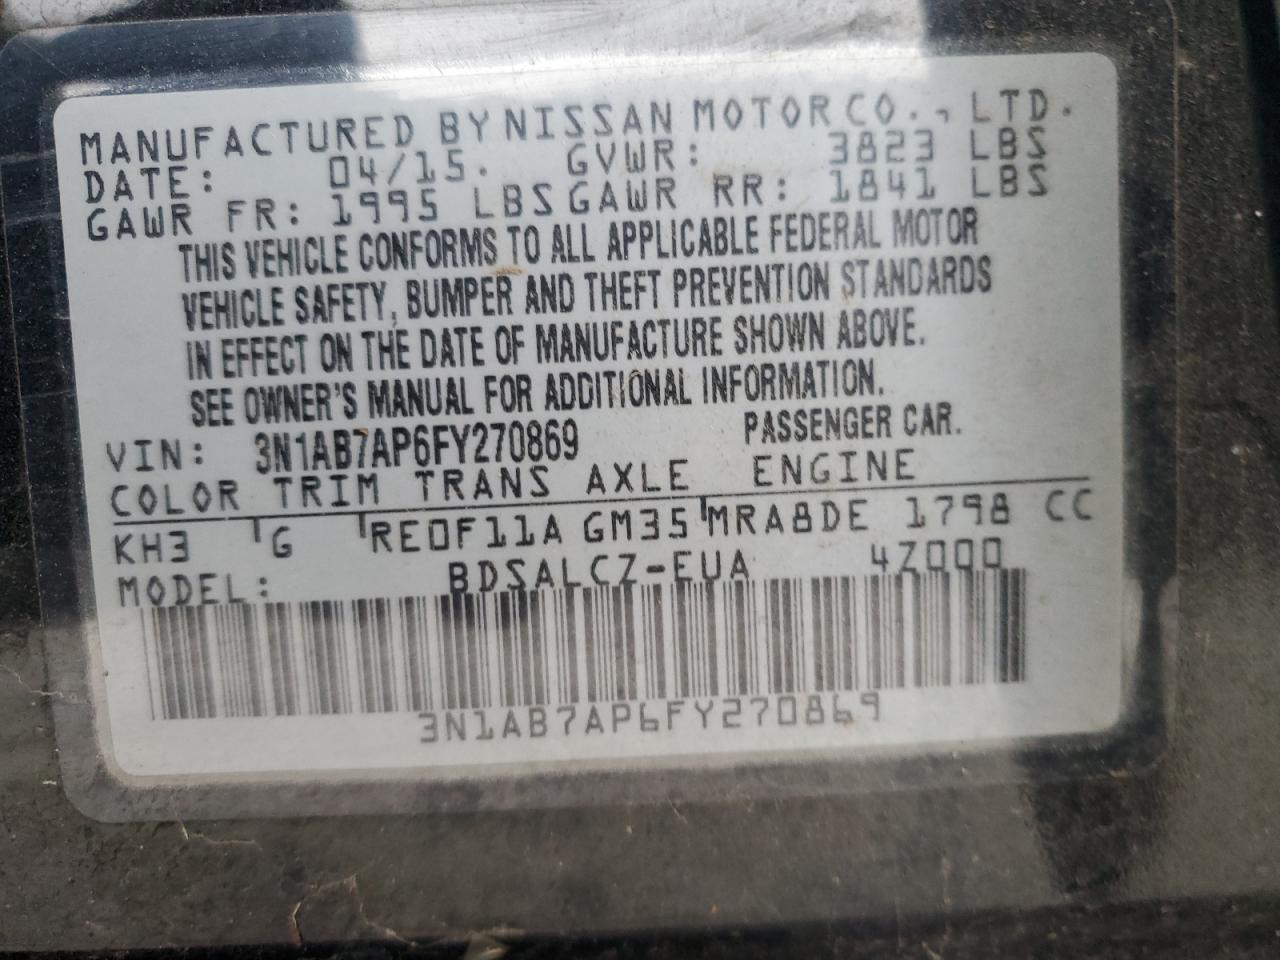 MANUFACTURED BY NISSAN MOTOR CO., LTD.
DATE: 04/15. GVWR: 3823 LBS
GAWR FR: 1995 LBS GAWR RR: 1841 LBS
THIS VEHICLE CONFORMS TO ALL APPLICABLE FEDERAL MOTOR
VEHICLE SAFETY, BUMPER AND THEFT PREVENTION STANDARDS
IN EFFECT ON THE DATE OF MANUFACTURE SHOWN ABOVE.
SEE OWNER'S MANUAL FOR ADDITIONAL INFORMATION.
VIN: 3N1AB7AP6FY270869 PASSENGER CAR.
COLOR TRIM TRANS AXLE ENGINE
KH3 G RE0F11A GM35 MRA8DE 1798 CC
MODEL: BDSALCZ-EUA 4Z000
3N1AB7AP6FY270869